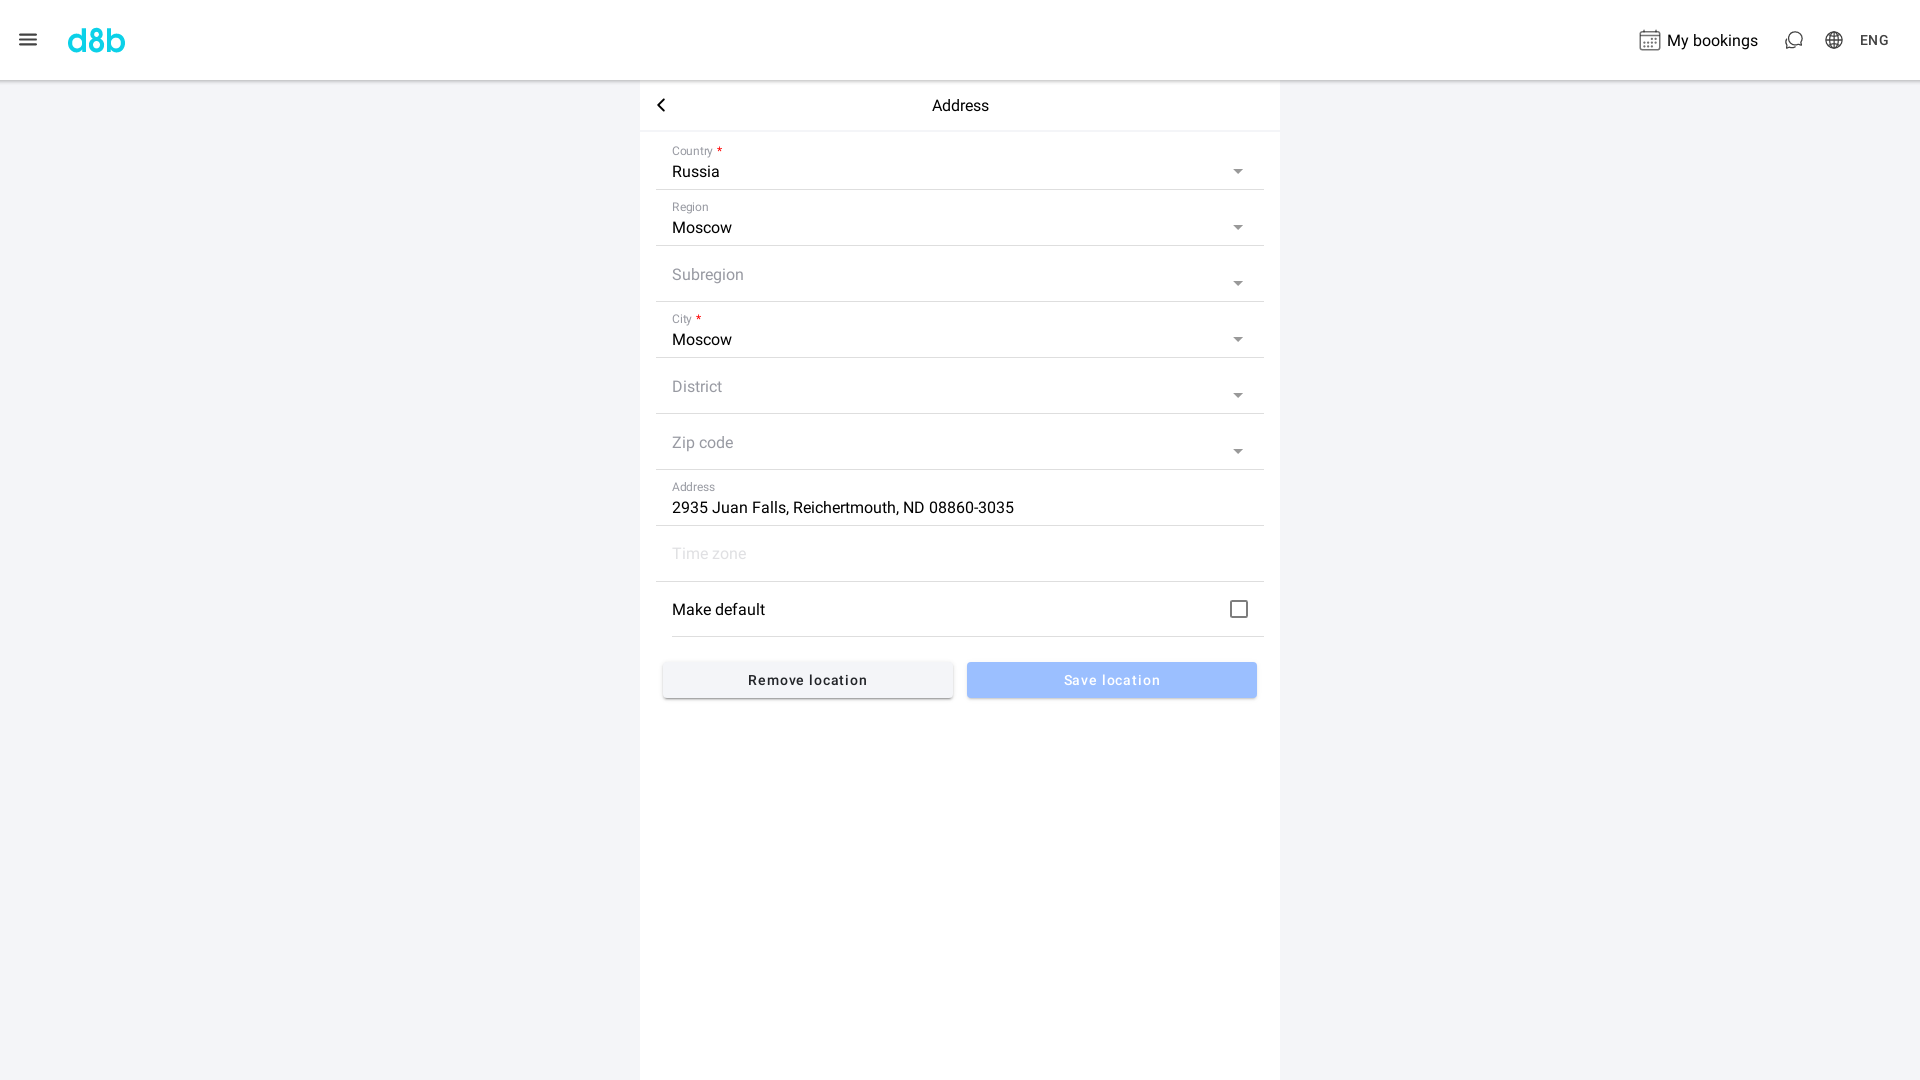 d8b
My bookings
ENG
Address
Country *
Russia
Region
Moscow
Subregion
City *
Moscow
District
Zip code
Address
2935 Juan Falls, Reichertmouth, ND 08860-3035
Time zone
Make default
Remove location
Save location